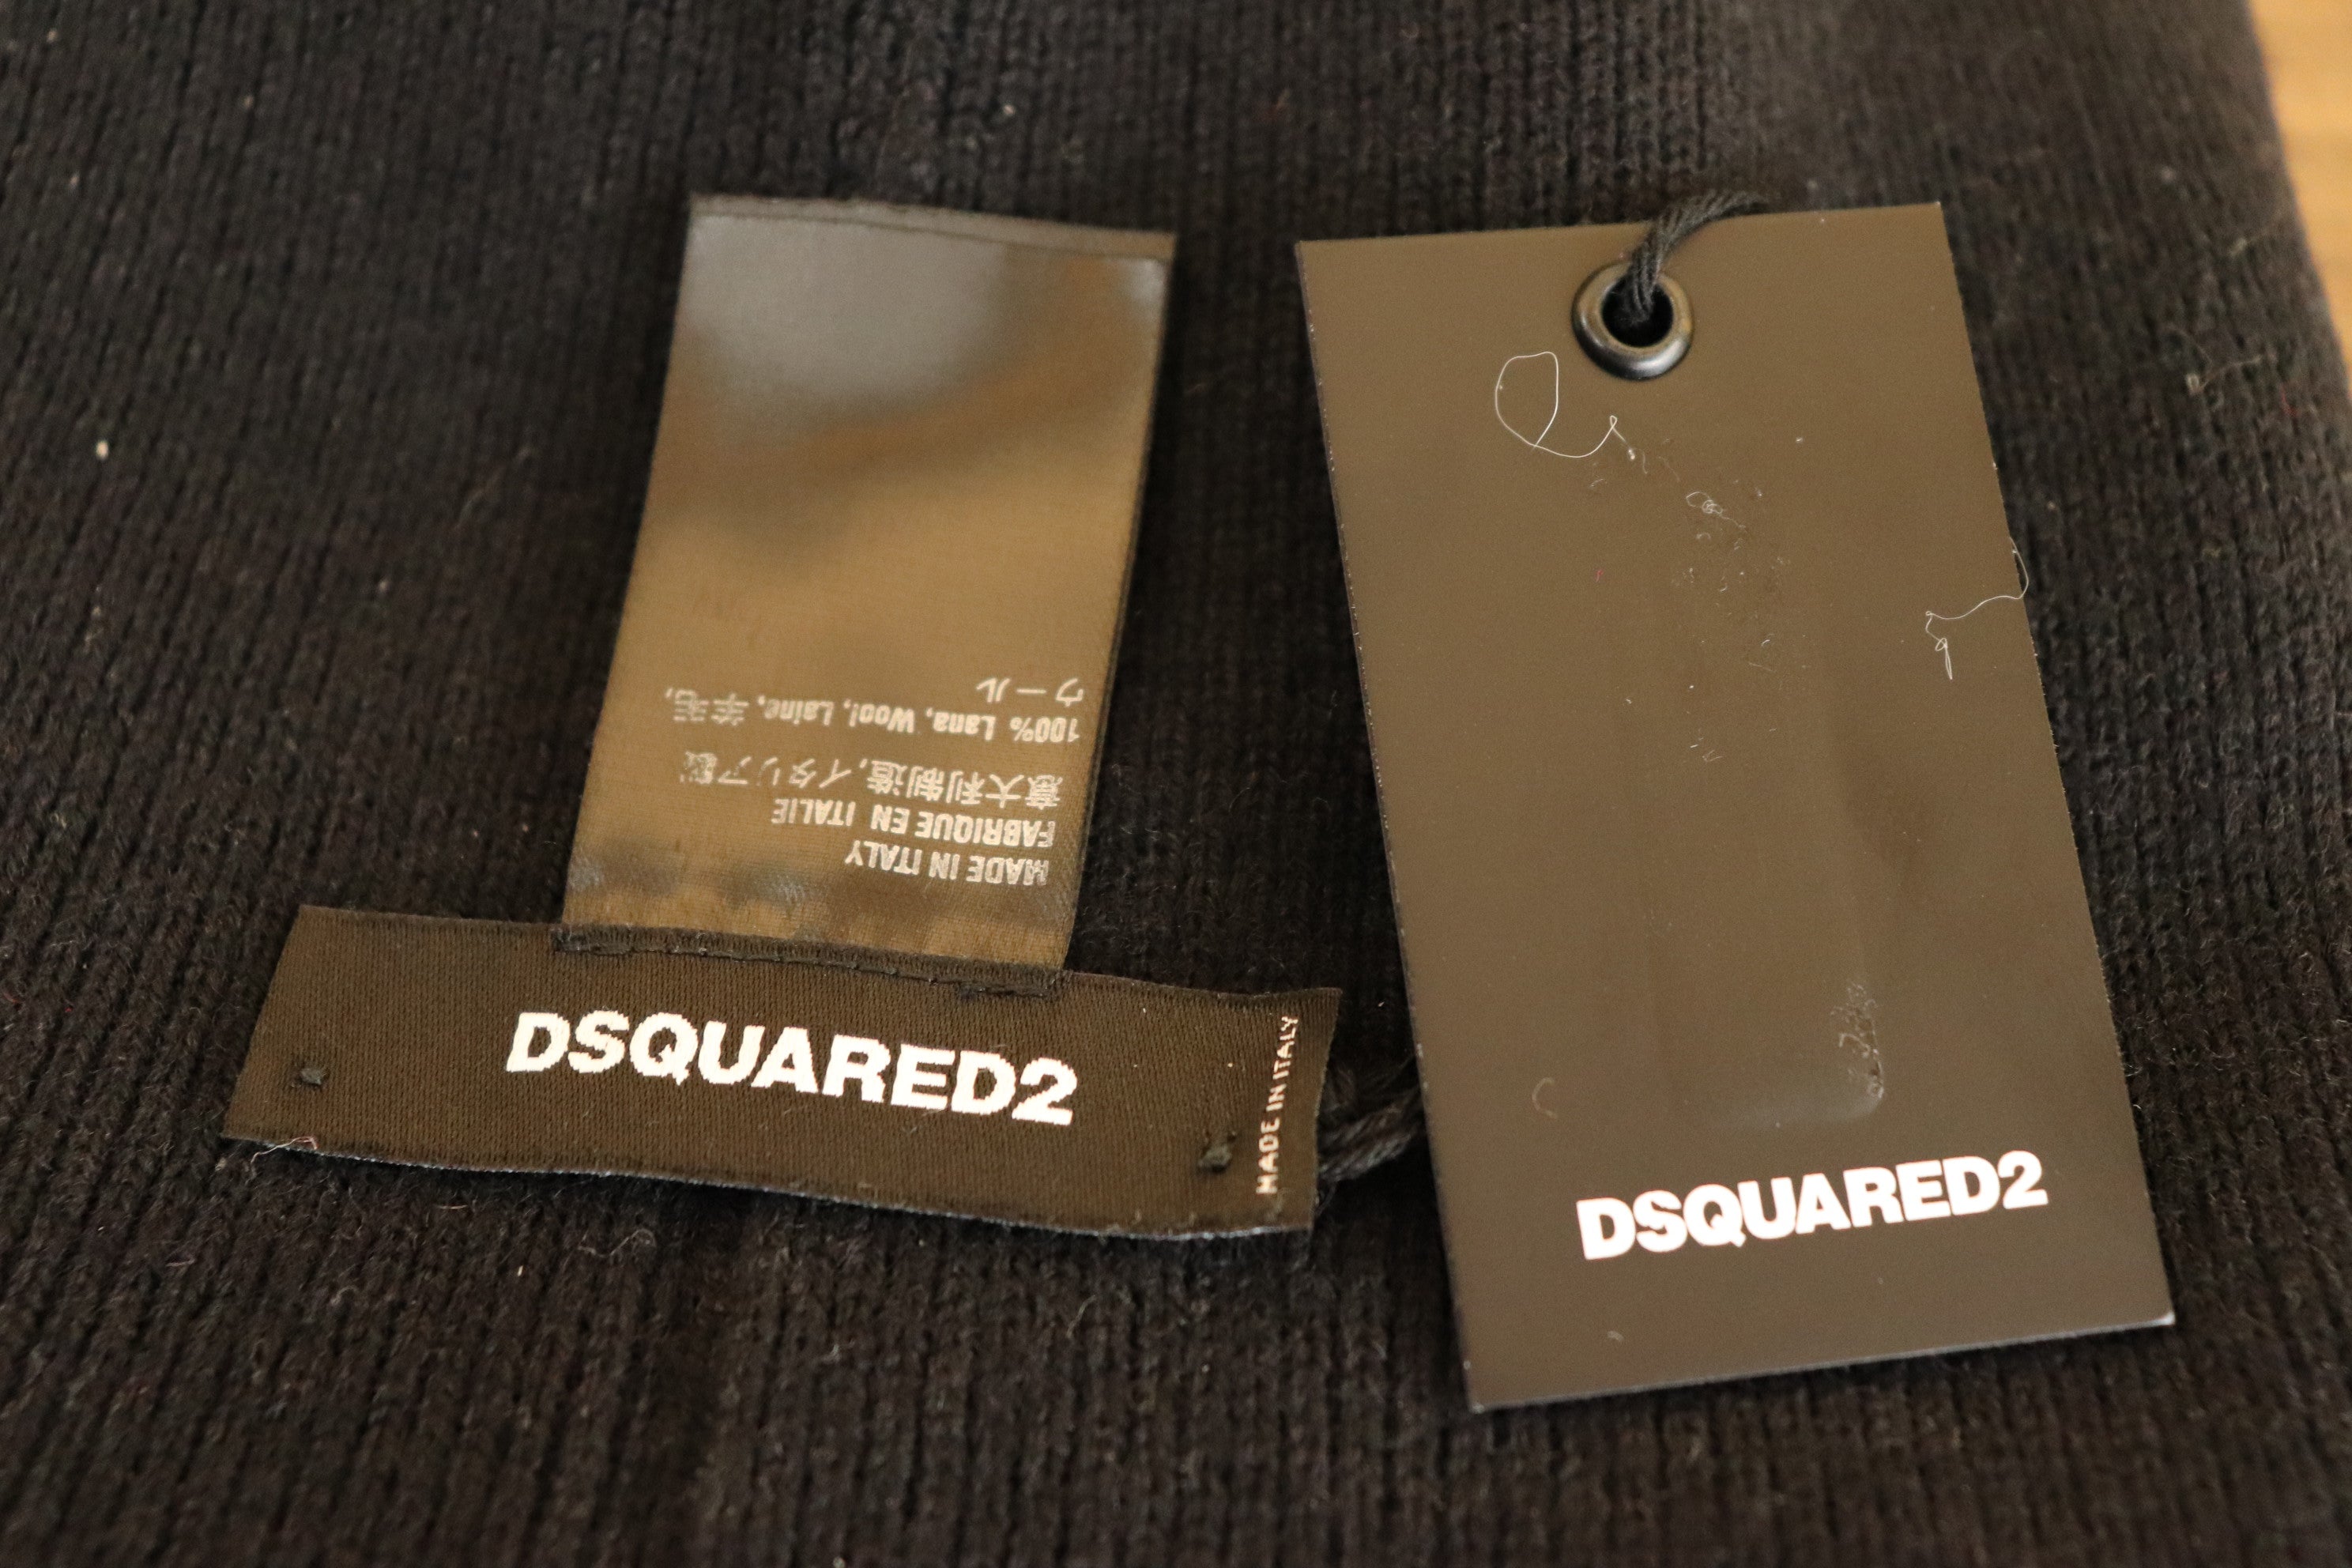 MADE IN ITALY
FABRIQUE EN ITALIE
意大利制造,イタリア製
100% Lana, Wool, Laine, 羊毛,
ウール
DSQUARED2
MADE IN ITALY
DSQUARED2